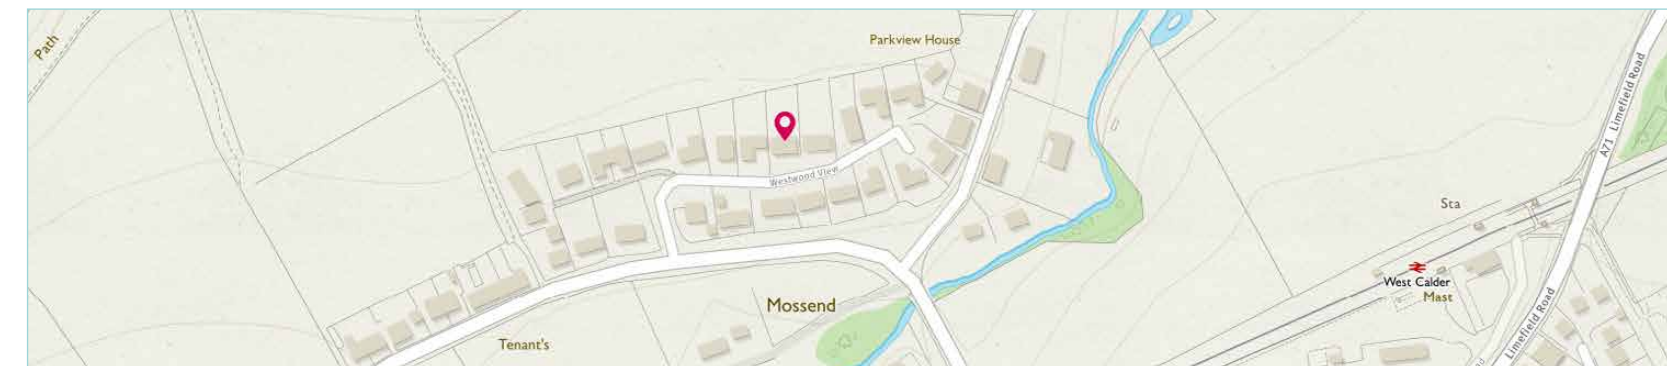 Path
Parkview House
A71 Limefield Road
Westwood View
Sta
West Calder
Mast
Mossend
Limefield Road
Tenant's